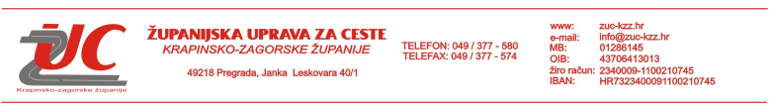 ŽUC
Krapinsko-zagorske županije
ŽUPANIJSKA UPRAVA ZA CESTE
KRAPINSKO-ZAGORSKE ŽUPANIJE
49218 Pregrada, Janka Leskovara 40/1
TELEFON: 049 / 377 - 580
TELEFAX: 049 / 377 - 574
www: zuc-kzz.hr
e-mail: info@zuc-kzz.hr
MB: 01286145
OIB: 43706413013
žiro račun: 2340009-1100210745
IBAN: HR7323400091100210745